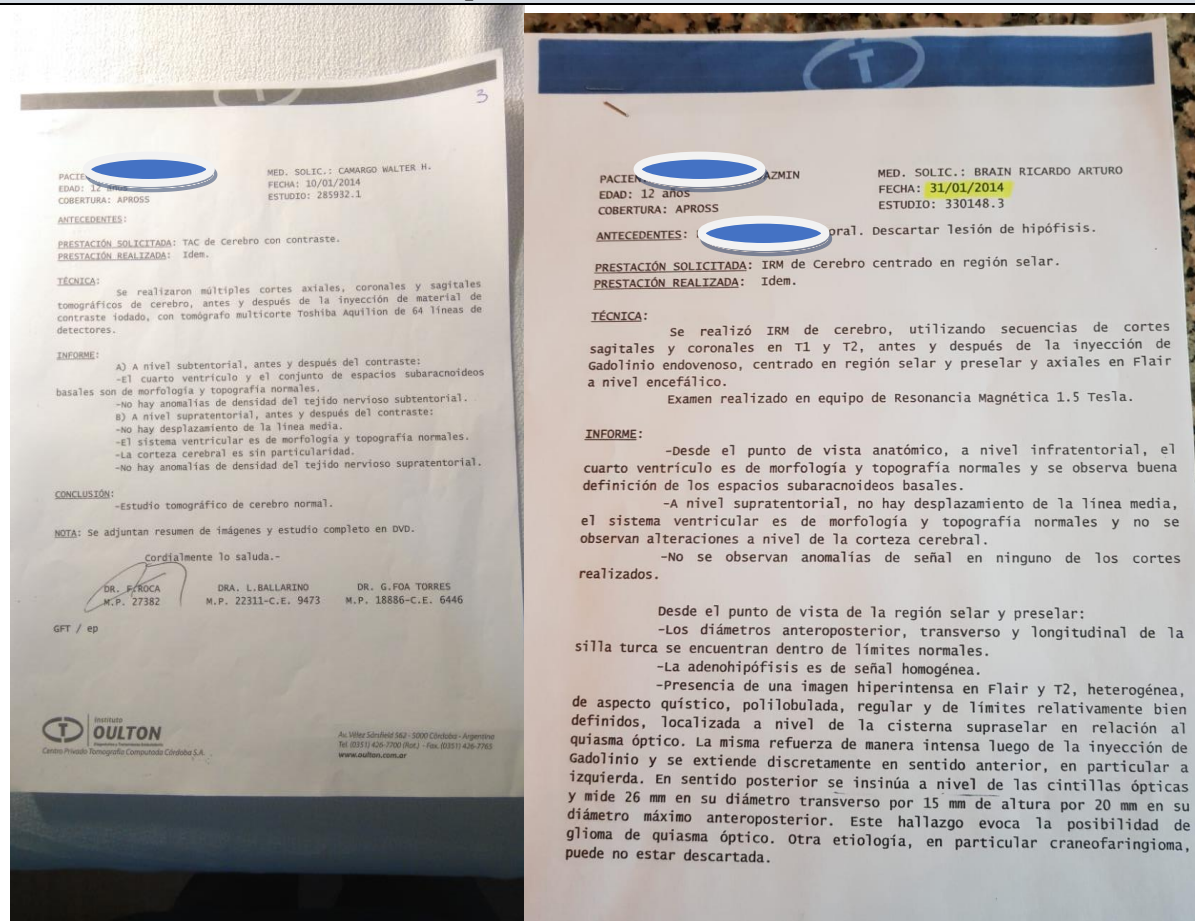 3
MED. SOLIC.: CAMARGO WALTER H.
EDAD: 12 años
FECHA: 10/01/2014
COBERTURA: APROSS
ESTUDIO: 285932.1
ANTECEDENTES:
PRESTACIÓN SOLICITADA: TAC de Cerebro con contraste.
PRESTACIÓN REALIZADA: Idem.
TÉCNICA:
Se realizaron múltiples cortes axiales, coronales y sagitales
tomográficos de cerebro, antes y después de la inyección de material de
contraste iodado, con tomógrafo multicorte Toshiba Aquilion de 64 líneas de
detectores.
INFORME:
A) A nivel subtentorial, antes y después del contraste:
-El cuarto ventrículo y el conjunto de espacios subaracnoideos
basales son de morfología y topografía normales.
-No hay anomalías de densidad del tejido nervioso subtentorial.
B) A nivel supratentorial, antes y después del contraste:
-No hay desplazamiento de la línea media.
-El sistema ventricular es de morfología y topografía normales.
-La corteza cerebral es sin particularidad.
-No hay anomalías de densidad del tejido nervioso supratentorial.
CONCLUSIÓN:
-Estudio tomográfico de cerebro normal.
NOTA: Se adjuntan resumen de imágenes y estudio completo en DVD.
Cordialmente lo saluda.-
DR. F.ROCA DRA. L.BALLARINO DR. G.FOA TORRES
M.P. 27382 M.P. 22311-C.E. 9473 M.P. 18886-C.E. 6446
GFT / ep
Instituto
OULTON
Centro Privado Tomografía Computada Córdoba S.A.
Av. Vélez Sársfield 562 - 5000 Córdoba - Argentina
Tel. (0351) 426-7700 (Rot.) - Fax. (0351) 426-7765
www.oulton.com.ar
T
AZMIN
MED. SOLIC.: BRAIN RICARDO ARTURO
EDAD: 12 años
FECHA: 31/01/2014
COBERTURA: APROSS
ESTUDIO: 330148.3
ANTECEDENTES: oral. Descartar lesión de hipófisis.
PRESTACIÓN SOLICITADA: IRM de Cerebro centrado en región selar.
PRESTACIÓN REALIZADA: Idem.
TÉCNICA:
Se realizó IRM de cerebro, utilizando secuencias de cortes
sagitales y coronales en T1 y T2, antes y después de la inyección de
Gadolinio endovenoso, centrado en región selar y preselar y axiales en Flair
a nivel encefálico.
Examen realizado en equipo de Resonancia Magnética 1.5 Tesla.
INFORME:
-Desde el punto de vista anatómico, a nivel infratentorial, el
cuarto ventrículo es de morfología y topografía normales y se observa buena
definición de los espacios subaracnoideos basales.
-A nivel supratentorial, no hay desplazamiento de la línea media,
el sistema ventricular es de morfología y topografía normales y no se
observan alteraciones a nivel de la corteza cerebral.
-No se observan anomalias de señal en ninguno de los cortes
realizados.
Desde el punto de vista de la región selar y preselar:
-Los diámetros anteroposterior, transverso y longitudinal de la
silla turca se encuentran dentro de límites normales.
-La adenohipófisis es de señal homogénea.
-Presencia de una imagen hiperintensa en Flair y T2, heterogénea,
de aspecto quístico, polilobulada, regular y de límites relativamente bien
definidos, localizada a nivel de la cisterna supraselar en relación al
quiasma óptico. La misma refuerza de manera intensa luego de la inyección de
Gadolinio y se extiende discretamente en sentido anterior, en particular a
izquierda. En sentido posterior se insinúa a nivel de las cintillas ópticas
y mide 26 mm en su diámetro transverso por 15 mm de altura por 20 mm en su
diámetro máximo anteroposterior. Este hallazgo evoca la posibilidad de
glioma de quiasma óptico. Otra etiología, en particular craneofaringioma,
puede no estar descartada.